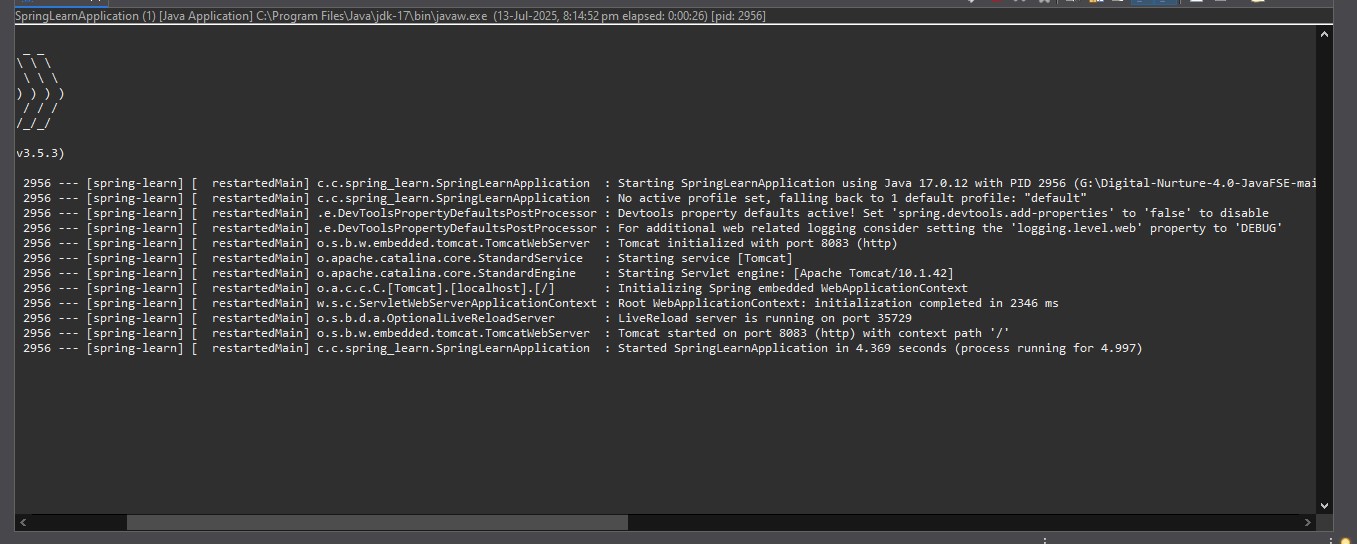 SpringLearnApplication (1) [Java Application] C:\Program Files\Java\jdk-17\bin\javaw.exe (13-Jul-2025, 8:14:52 pm elapsed: 0:00:26) [pid: 2956]
 _ _
\ \ \
 \ \ \
) ) ) )
 / / /
/_/_/
v3.5.3)
2956 --- [spring-learn] [  restartedMain] c.c.spring_learn.SpringLearnApplication  : Starting SpringLearnApplication using Java 17.0.12 with PID 2956 (G:\Digital-Nurture-4.0-JavaFSE-mai
2956 --- [spring-learn] [  restartedMain] c.c.spring_learn.SpringLearnApplication  : No active profile set, falling back to 1 default profile: "default"
2956 --- [spring-learn] [  restartedMain] .e.DevToolsPropertyDefaultsPostProcessor : Devtools property defaults active! Set 'spring.devtools.add-properties' to 'false' to disable
2956 --- [spring-learn] [  restartedMain] .e.DevToolsPropertyDefaultsPostProcessor : For additional web related logging consider setting the 'logging.level.web' property to 'DEBUG'
2956 --- [spring-learn] [  restartedMain] o.s.b.w.embedded.tomcat.TomcatWebServer  : Tomcat initialized with port 8083 (http)
2956 --- [spring-learn] [  restartedMain] o.apache.catalina.core.StandardService   : Starting service [Tomcat]
2956 --- [spring-learn] [  restartedMain] o.apache.catalina.core.StandardEngine    : Starting Servlet engine: [Apache Tomcat/10.1.42]
2956 --- [spring-learn] [  restartedMain] o.a.c.c.C.[Tomcat].[localhost].[/]       : Initializing Spring embedded WebApplicationContext
2956 --- [spring-learn] [  restartedMain] w.s.c.ServletWebServerApplicationContext : Root WebApplicationContext: initialization completed in 2346 ms
2956 --- [spring-learn] [  restartedMain] o.s.b.d.a.OptionalLiveReloadServer       : LiveReload server is running on port 35729
2956 --- [spring-learn] [  restartedMain] o.s.b.w.embedded.tomcat.TomcatWebServer  : Tomcat started on port 8083 (http) with context path '/'
2956 --- [spring-learn] [  restartedMain] c.c.spring_learn.SpringLearnApplication  : Started SpringLearnApplication in 4.369 seconds (process running for 4.997)